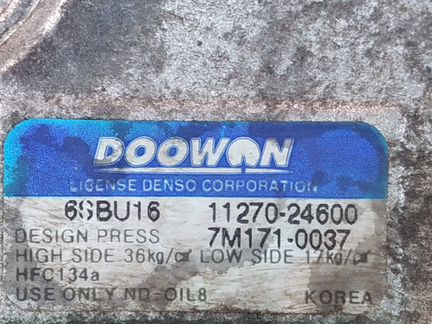 DOOWON
LICENSE DENSO CORPORATION
6SBU16 11270-24600
DESIGN PRESS 7M171-0037
HIGH SIDE 36kg/㎠ LOW SIDE 17kg/㎠
HFC134a
USE ONLY ND-OIL8 KOREA